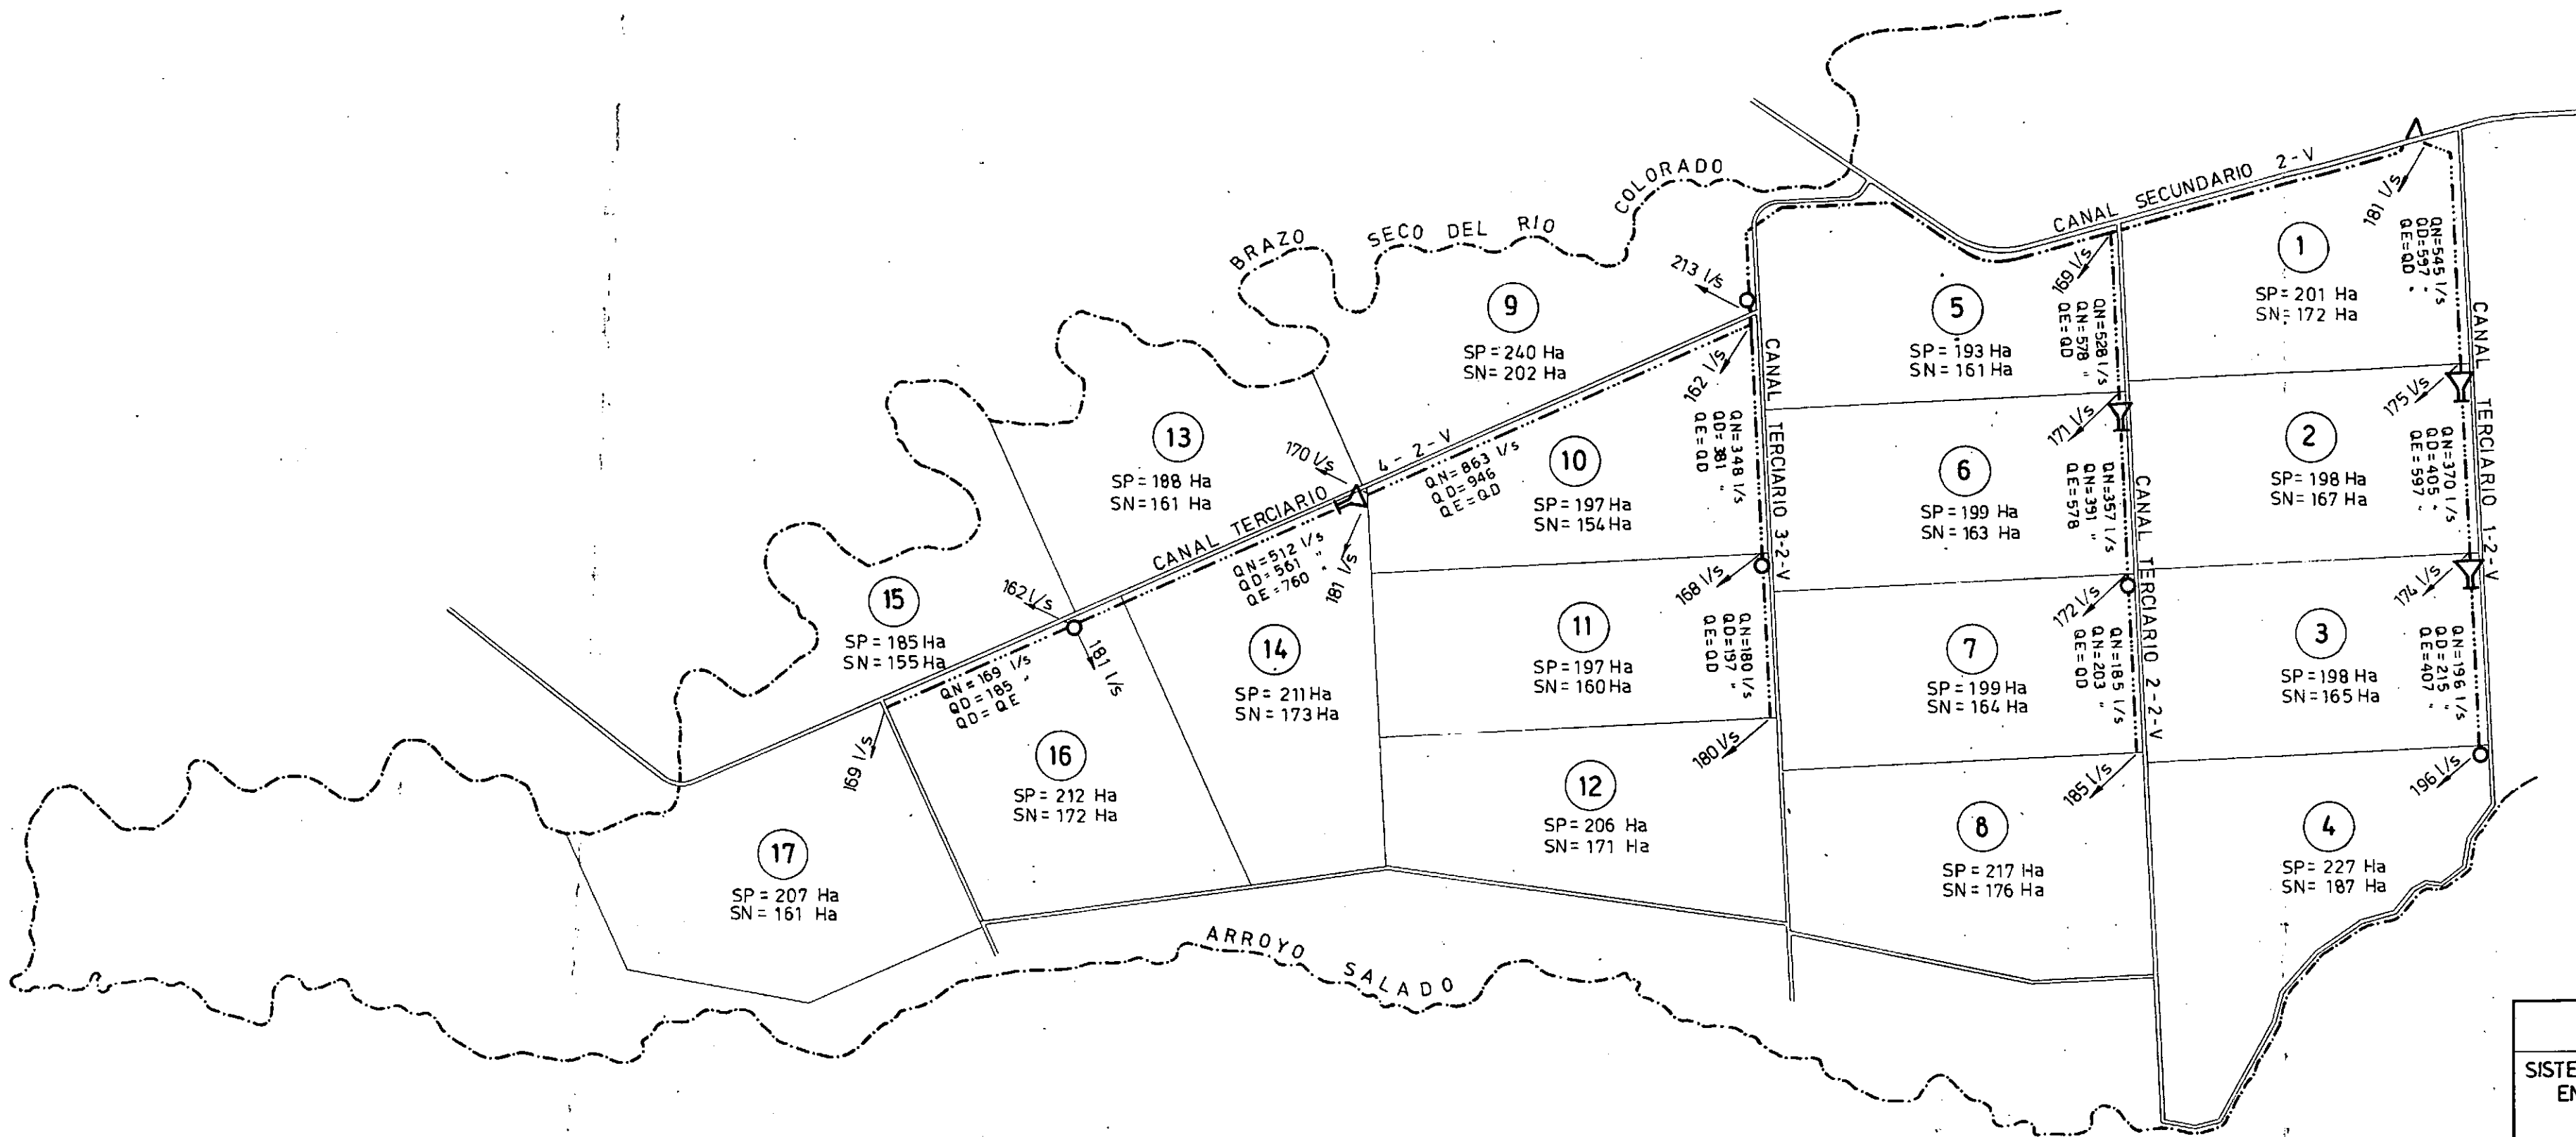 BRAZO SECO DEL RIO COLORADO
CANAL SECUNDARIO 2-V
181 l/s
QN=545 l/s
QD=597 "
QE=QD "
1
SP=201 Ha
SN=172 Ha
CANAL TERCIARIO 1-2-V
175 l/s
QN=370 l/s
QD=405 "
QE=597 "
2
SP=198 Ha
SN=167 Ha
174 l/s
QN=196 l/s
QD=215 "
QE=407 "
3
SP=198 Ha
SN=165 Ha
196 l/s
4
SP=227 Ha
SN=187 Ha
169 l/s
QN=528 l/s
QN=578 "
QE=QD
5
SP=193 Ha
SN=161 Ha
171 l/s
QN=357 l/s
QN=391 "
QE=578
6
SP=199 Ha
SN=163 Ha
CANAL TERCIARIO 2-2-V
172 l/s
QN=185 l/s
QN=203 "
QE=QD
7
SP=199 Ha
SN=164 Ha
185 l/s
8
SP=217 Ha
SN=176 Ha
213 l/s
9
SP=240 Ha
SN=202 Ha
162 l/s
CANAL TERCIARIO 3-2-V
QN=348 l/s
QD=381 "
QE=QD
10
SP=197 Ha
SN=154 Ha
168 l/s
QN=180 l/s
QD=197 "
QE=QD
11
SP=197 Ha
SN=160 Ha
180 l/s
12
SP=206 Ha
SN=171 Ha
CANAL TERCIARIO 4-2-V
QN=863 l/s
QD=946
QE=QD
170 l/s
13
SP=188 Ha
SN=161 Ha
181 l/s
QN=512 l/s
QD=561 "
QE=760 "
14
SP=211 Ha
SN=173 Ha
162 l/s
15
SP=185 Ha
SN=155 Ha
181 l/s
QN=169 l/s
QD=185 "
QD=QE
16
SP=212 Ha
SN=172 Ha
169 l/s
17
SP=207 Ha
SN=161 Ha
ARROYO SALADO
SISTE
EN